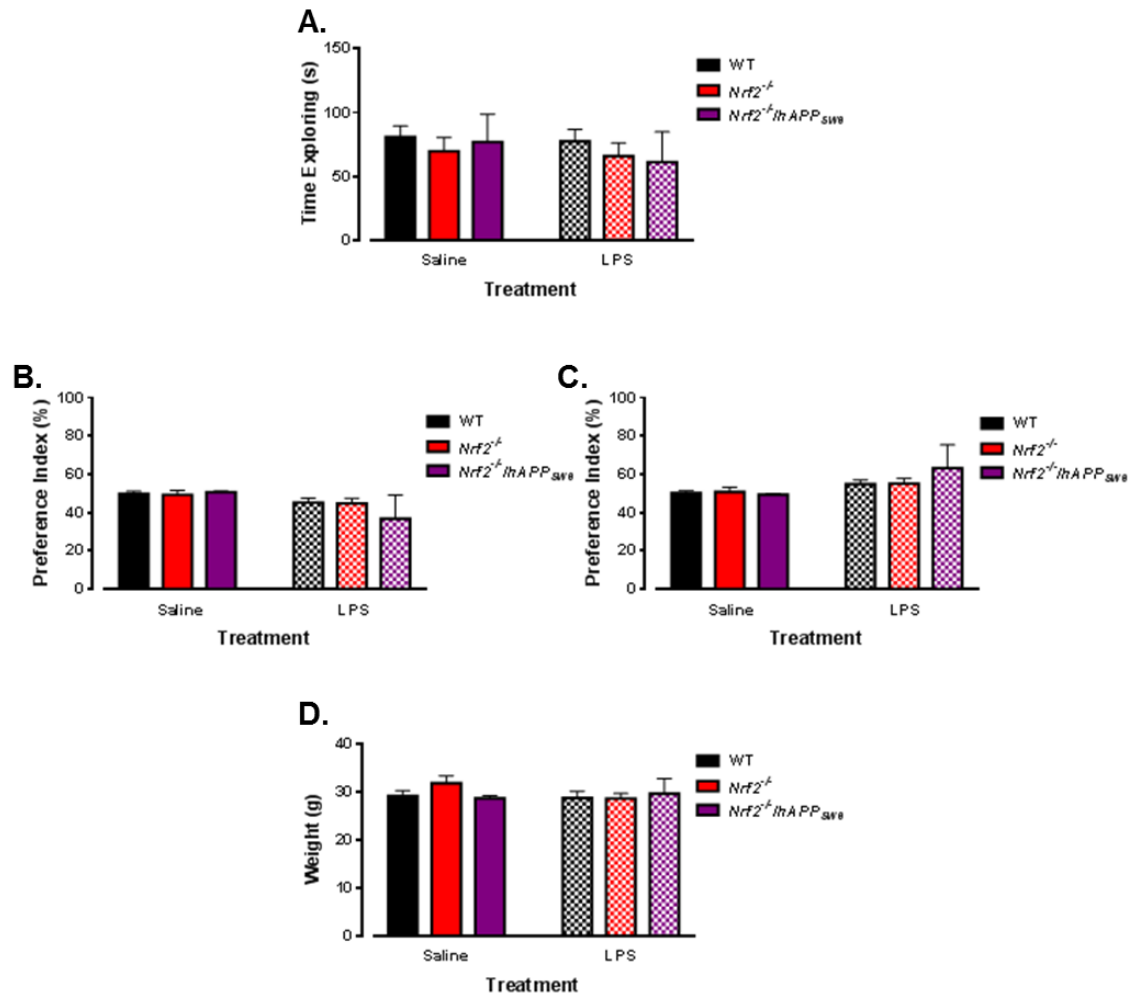 A.
Time Exploring (s)
150
100
50
0
Saline
LPS
Treatment
WT
Nrf2-/-
Nrf2-/-/hAPPswe
B.
Preference Index (%)
100
80
60
40
20
0
Saline
LPS
Treatment
WT
Nrf2-/-
Nrf2-/-/hAPPswe
C.
Preference Index (%)
100
80
60
40
20
0
Saline
LPS
Treatment
WT
Nrf2-/-
Nrf2-/-/hAPPswe
D.
Weight (g)
40
30
20
10
0
Saline
LPS
Treatment
WT
Nrf2-/-
Nrf2-/-/hAPPswe